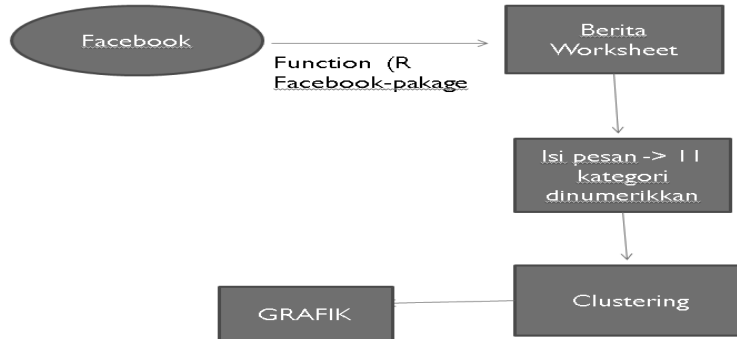 Facebook
Function (R
Facebook-pakage
Berita
Worksheet
Isi pesan -> 11
kategori
dinumerikkan
Clustering
GRAFIK